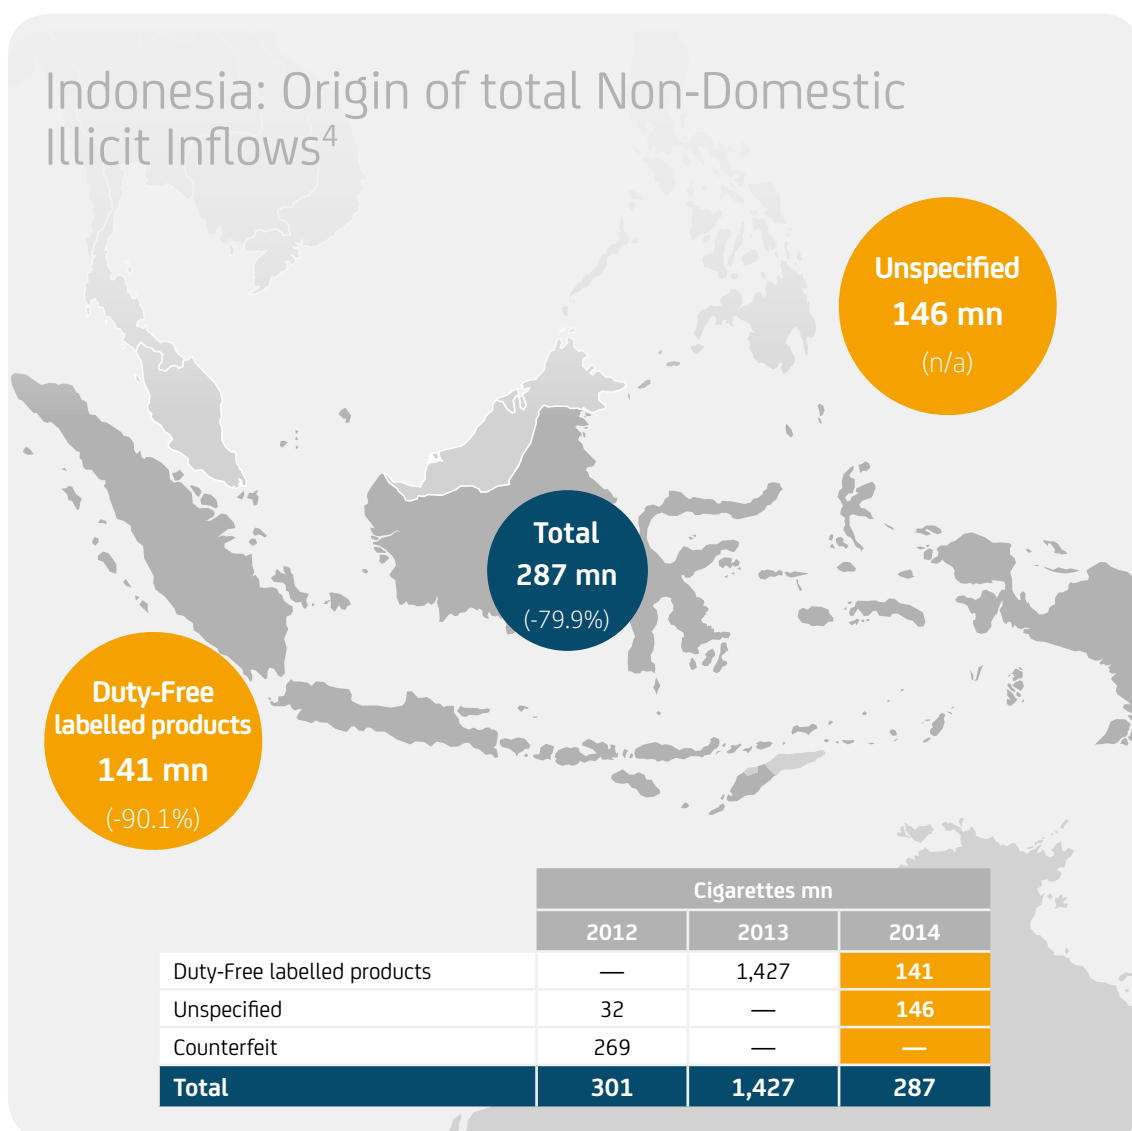 Indonesia: Origin of total Non-Domestic
Illicit Inflows4
Unspecified
146 mn
(n/a)
Total
287 mn
(-79.9%)
Duty-Free
labelled products
141 mn
(-90.1%)
Cigarettes mn
2012 2013 2014
Duty-Free labelled products — 1,427 141
Unspecified 32 — 146
Counterfeit 269 — —
Total 301 1,427 287